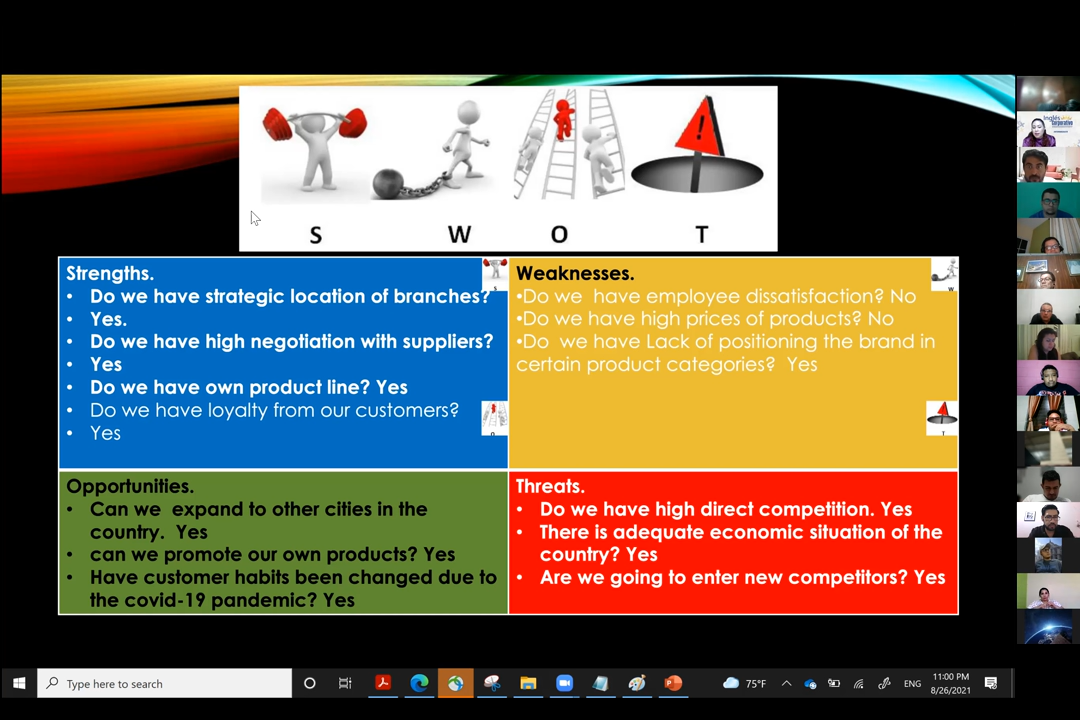 S W O T
Strengths.
• Do we have strategic location of branches?
• Yes.
• Do we have high negotiation with suppliers?
• Yes
• Do we have own product line? Yes
• Do we have loyalty from our customers?
• Yes
Weaknesses.
•Do we have employee dissatisfaction? No
•Do we have high prices of products? No
•Do we have Lack of positioning the brand in
certain product categories? Yes
Opportunities.
• Can we expand to other cities in the
country. Yes
• can we promote our own products? Yes
• Have customer habits been changed due to
the covid-19 pandemic? Yes
Threats.
• Do we have high direct competition. Yes
• There is adequate economic situation of the
country? Yes
• Are we going to enter new competitors? Yes
Inglés
Corporativo
Type here to search
75°F
ENG
11:00 PM
8/26/2021